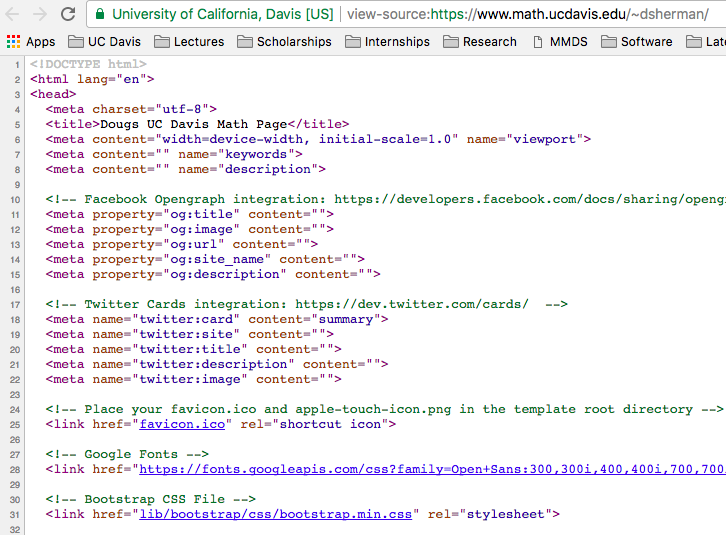 University of California, Davis [US] | view-source:https://www.math.ucdavis.edu/~dsherman/
Apps UC Davis Lectures Scholarships Internships Research MMDS Software Late
1 <!DOCTYPE html>
2 <html lang="en">
3 <head>
4 <meta charset="utf-8">
5 <title>Dougs UC Davis Math Page</title>
6 <meta content="width=device-width, initial-scale=1.0" name="viewport">
7 <meta content="" name="keywords">
8 <meta content="" name="description">
9
10 <!-- Facebook Opengraph integration: https://developers.facebook.com/docs/sharing/opengr
11 <meta property="og:title" content="">
12 <meta property="og:image" content="">
13 <meta property="og:url" content="">
14 <meta property="og:site_name" content="">
15 <meta property="og:description" content="">
16
17 <!-- Twitter Cards integration: https://dev.twitter.com/cards/ -->
18 <meta name="twitter:card" content="summary">
19 <meta name="twitter:site" content="">
20 <meta name="twitter:title" content="">
21 <meta name="twitter:description" content="">
22 <meta name="twitter:image" content="">
23
24 <!-- Place your favicon.ico and apple-touch-icon.png in the template root directory -->
25 <link href="favicon.ico" rel="shortcut icon">
26
27 <!-- Google Fonts -->
28 <link href="https://fonts.googleapis.com/css?family=Open+Sans:300,300i,400,400i,700,700
29
30 <!-- Bootstrap CSS File -->
31 <link href="lib/bootstrap/css/bootstrap.min.css" rel="stylesheet">
32